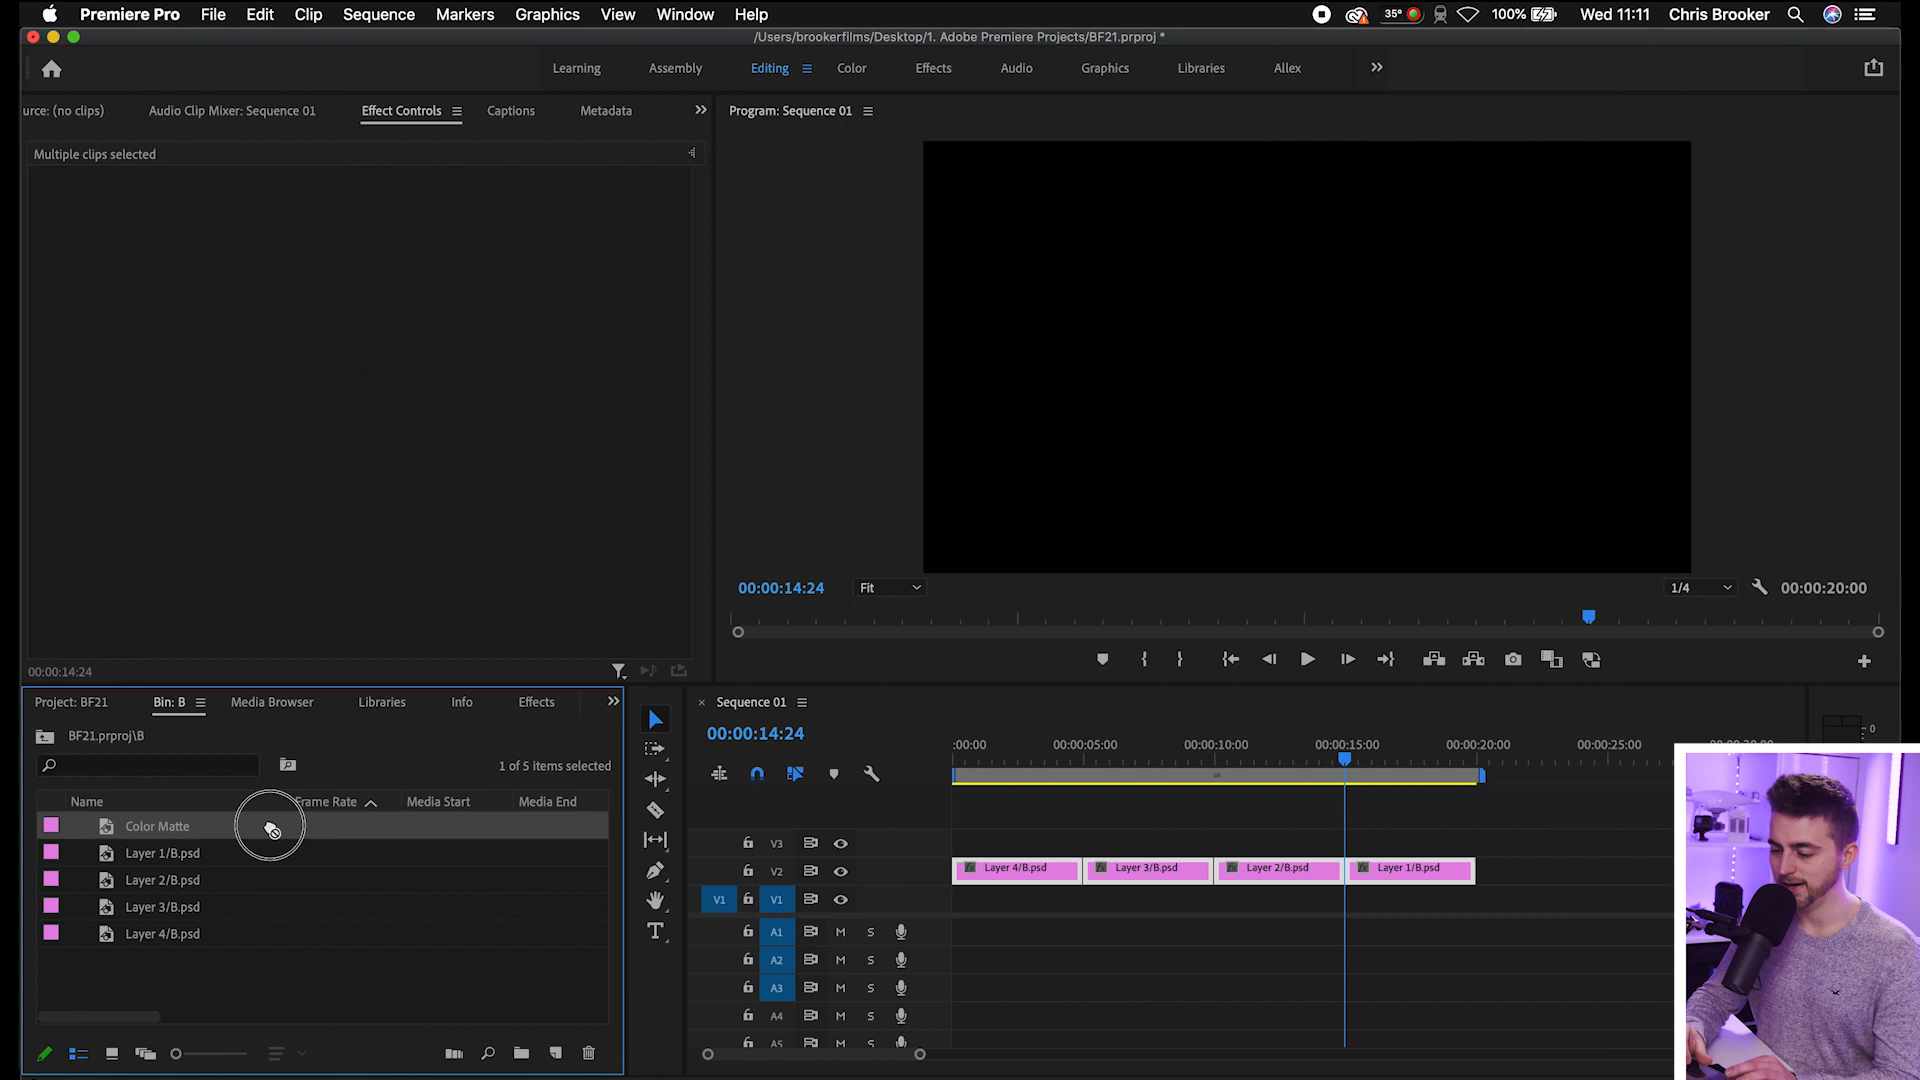 Premiere Pro File Edit Clip Sequence Markers Graphics View Window Help
35° 100% Wed 11:11 Chris Brooker
/Users/brookerfilms/Desktop/1. Adobe Premiere Projects/BF21.prproj *
Learning Assembly Editing Color Effects Audio Graphics Libraries Allex
urce: (no clips) Audio Clip Mixer: Sequence 01 Effect Controls Captions Metadata
Program: Sequence 01
Multiple clips selected
00:00:14:24 Fit 1/4 00:00:20:00
00:00:14:24
Project: BF21 Bin: B Media Browser Libraries Info Effects
BF21.prproj\B
1 of 5 items selected
Name Frame Rate Media Start Media End
Color Matte
Layer 1/B.psd
Layer 2/B.psd
Layer 3/B.psd
Layer 4/B.psd
Sequence 01
00:00:14:24
:00:00 00:00:05:00 00:00:10:00 00:00:15:00 00:00:20:00 00:00:25:00
V3
V2 Layer 4/B.psd Layer 3/B.psd Layer 2/B.psd Layer 1/B.psd
V1 V1
A1 M S
A2 M S
A3 M S
A4 M S
A5 M S
0